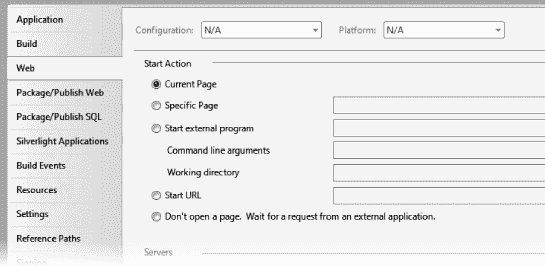 Application
Build
Web
Package/Publish Web
Package/Publish SQL
Silverlight Applications
Build Events
Resources
Settings
Reference Paths
Signing
Configuration: N/A Platform: N/A
Start Action
Current Page
Specific Page
Start external program
Command line arguments
Working directory
Start URL
Don't open a page. Wait for a request from an external application.
Servers